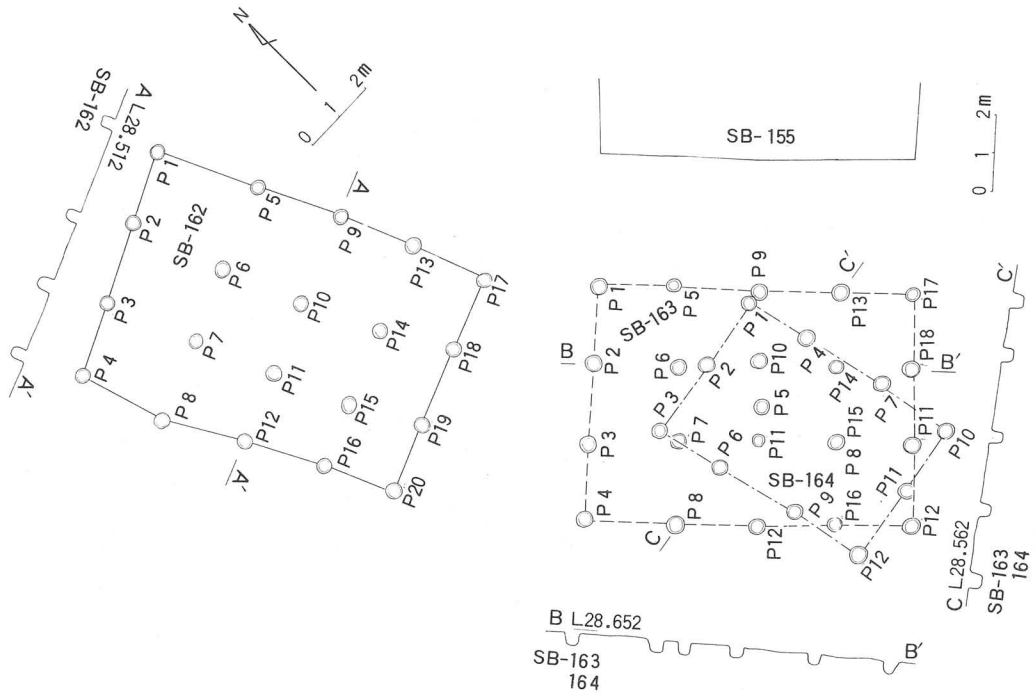 N
0 1 2m
SB-162
A L28.512
A'
SB-192
P1
P5
P9
A
P13
P17
P2
P6
P10
P14
P18
P3
P7
P11
P15
P19
P4
P8
P12
A'
P16
P20
SB-155
0 1 2m
P1
P5
P9
C'
P13
P17
SB-163
P1
B
P2
P6
P2
P10
P4
P14
P7
P18
B'
P3
P5
P3
P7
P6
P11
P15
P8
P11
P10
SB-164
P11
P4
P8
C
P12
P9
P16
P12
P12
C'
C L28.562
SB-163
164
B L28.652
B'
SB-163
164